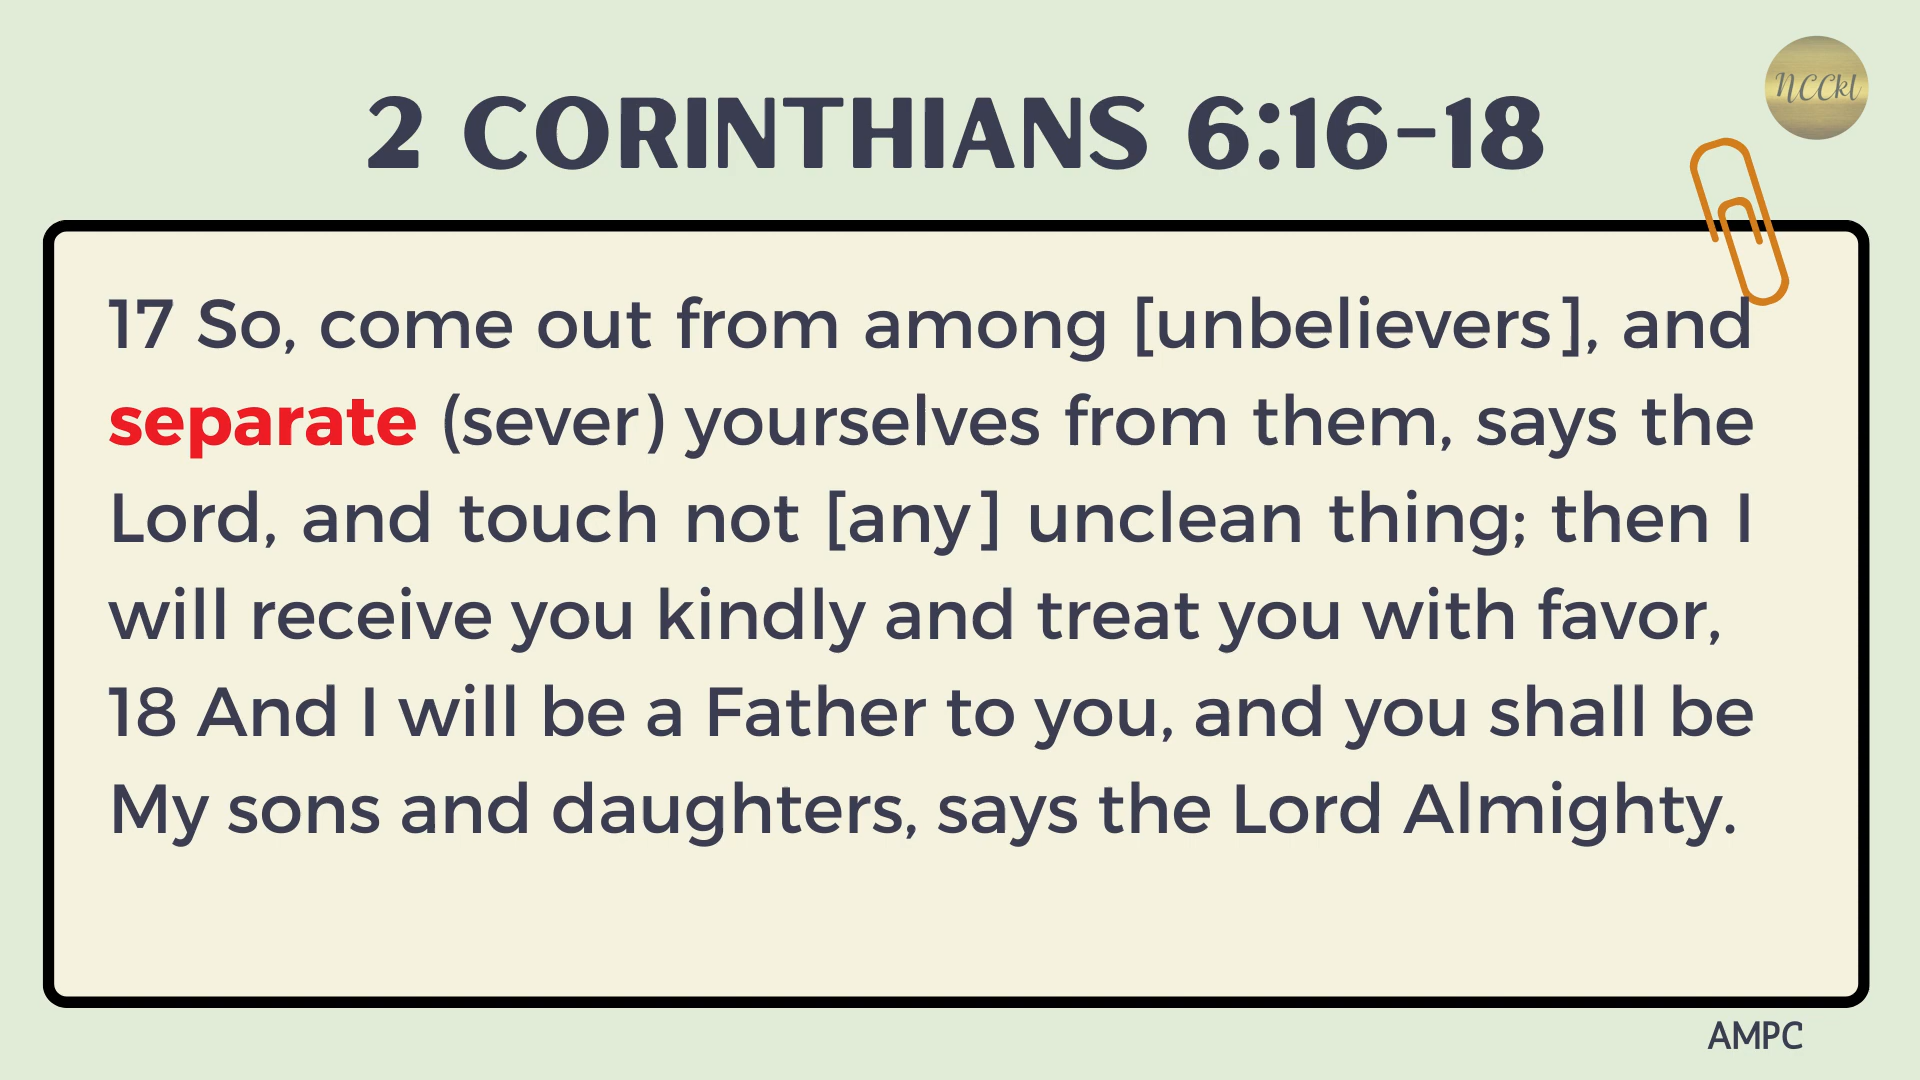 NCCkl
2 CORINTHIANS 6:16-18
17 So, come out from among [unbelievers], and
separate (sever) yourselves from them, says the
Lord, and touch not [any] unclean thing; then I
will receive you kindly and treat you with favor,
18 And I will be a Father to you, and you shall be
My sons and daughters, says the Lord Almighty.
AMPC